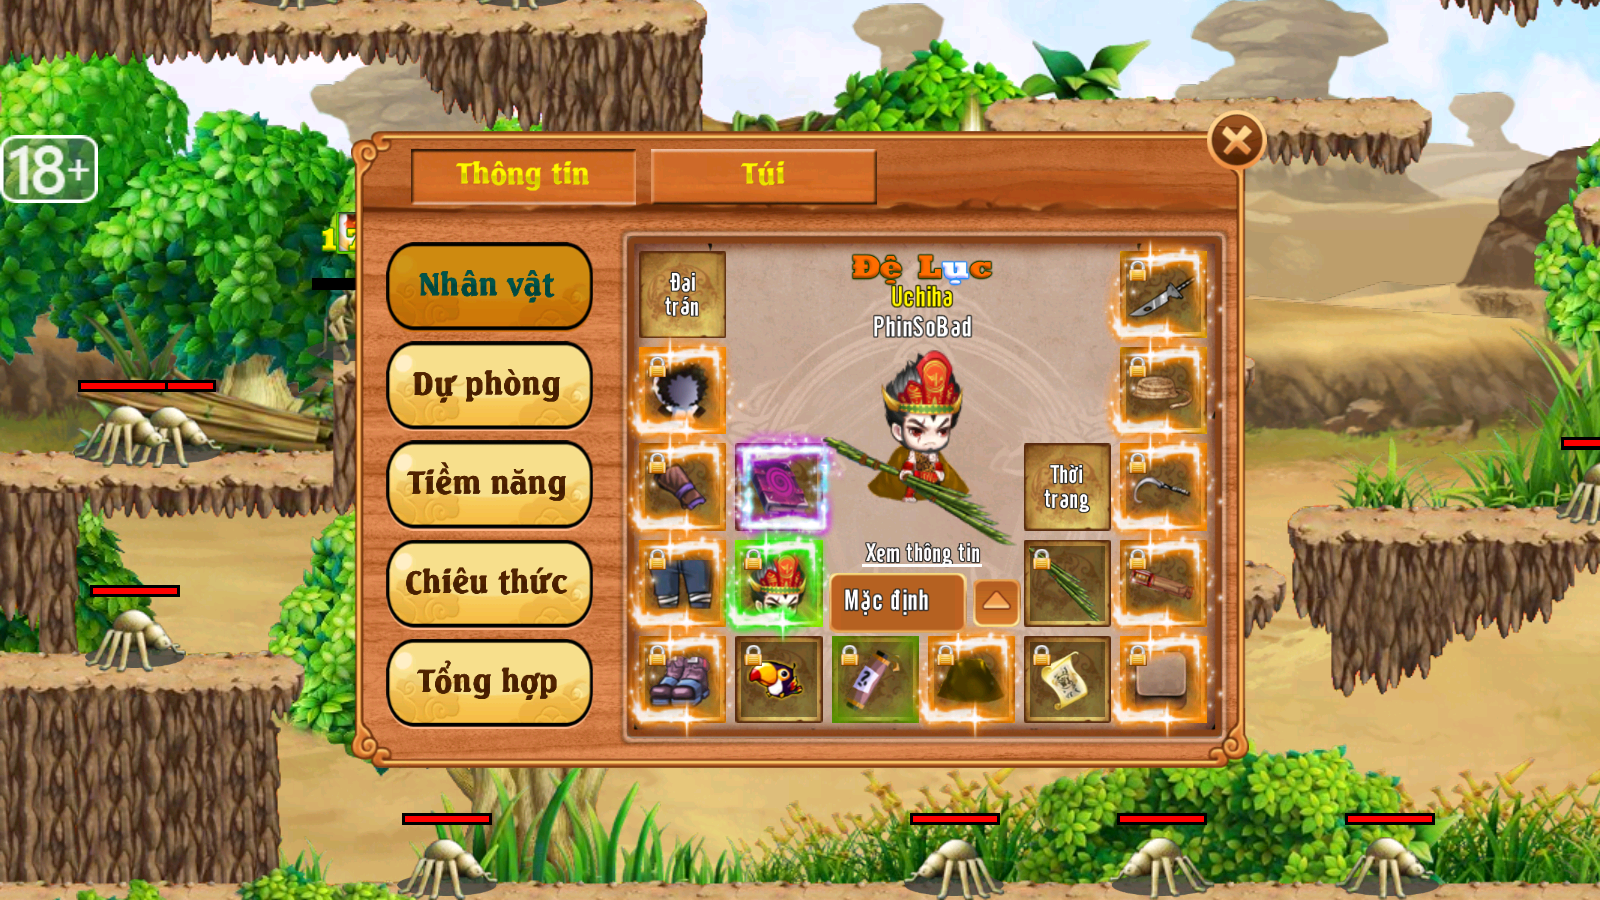 Thông tin
Túi
18+
Nhân vật
Dự phòng
Tiềm năng
Chiêu thức
Tổng hợp
Đại
trán
Đệ Lục
Uchiha
PhinSoBad
Thời
trang
Xem thông tin
Mặc định
?